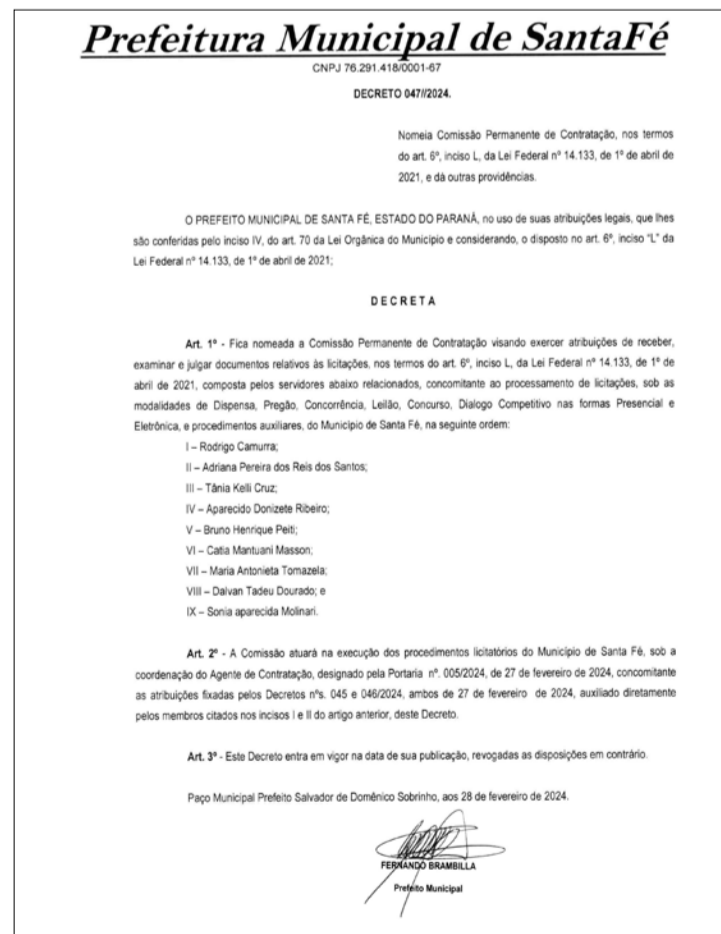 Prefeitura Municipal de SantaFé
CNPJ 76.291.418/0001-67
DECRETO 047//2024.
Nomeia Comissão Permanente de Contratação, nos termos
do art. 6º, inciso L, da Lei Federal nº 14.133, de 1º de abril de
2021, e dá outras providências.
O PREFEITO MUNICIPAL DE SANTA FÉ, ESTADO DO PARANÁ, no uso de suas atribuições legais, que lhes
são conferidas pelo inciso IV, do art. 70 da Lei Orgânica do Município e considerando, o disposto no art. 6º, inciso "L" da
Lei Federal nº 14.133, de 1º de abril de 2021;
D E C R E T A
Art. 1º - Fica nomeada a Comissão Permanente de Contratação visando exercer atribuições de receber,
examinar e julgar documentos relativos às licitações, nos termos do art. 6º, inciso L, da Lei Federal nº 14.133, de 1º de
abril de 2021, composta pelos servidores abaixo relacionados, concomitante ao processamento de licitações, sob as
modalidades de Dispensa, Pregão, Concorrência, Leilão, Concurso, Dialogo Competitivo nas formas Presencial e
Eletrônica, e procedimentos auxiliares, do Município de Santa Fé, na seguinte ordem:
I – Rodrigo Camurra;
II – Adriana Pereira dos Reis dos Santos;
III – Tânia Kelli Cruz;
IV – Aparecido Donizete Ribeiro;
V – Bruno Henrique Peiti;
VI – Catia Mantuani Masson;
VII – Maria Antonieta Tomazela;
VIII – Dalvan Tadeu Dourado; e
IX – Sonia aparecida Molinari.
Art. 2º - A Comissão atuará na execução dos procedimentos licitatórios do Município de Santa Fé, sob a
coordenação do Agente de Contratação, designado pela Portaria nº. 005/2024, de 27 de fevereiro de 2024, concomitante
as atribuições fixadas pelos Decretos nºs. 045 e 046/2024, ambos de 27 de fevereiro de 2024, auxiliado diretamente
pelos membros citados nos incisos I e II do artigo anterior, deste Decreto.
Art. 3º - Este Decreto entra em vigor na data de sua publicação, revogadas as disposições em contrário.
Paço Municipal Prefeito Salvador de Domênico Sobrinho, aos 28 de fevereiro de 2024.
FERNANDO BRAMBILLA
Prefeito Municipal